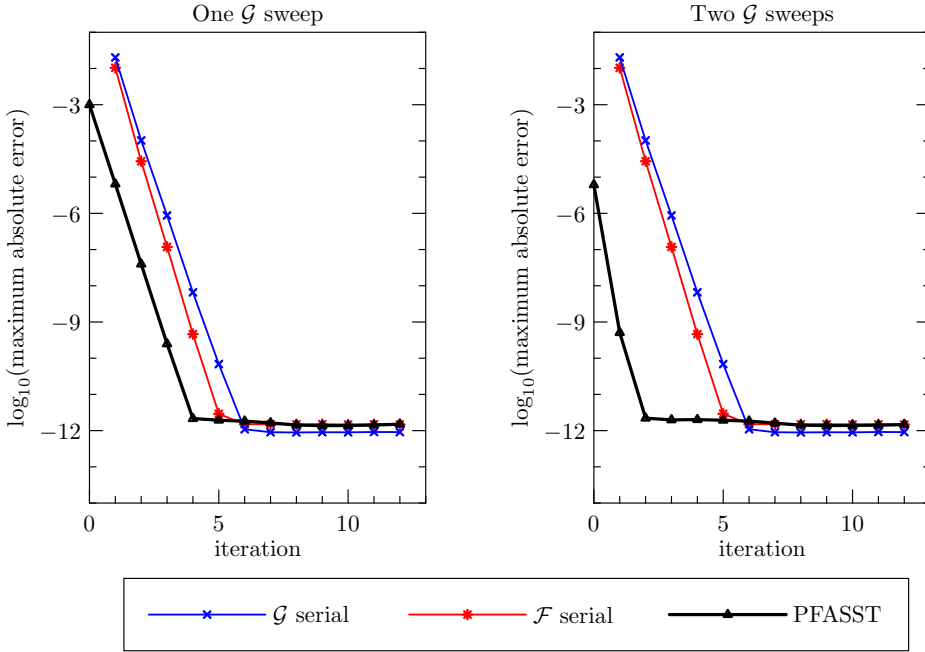 One 𝒢 sweep
Two 𝒢 sweeps
log₁₀(maximum absolute error)
−3
−6
−9
−12
0
5
10
iteration
log₁₀(maximum absolute error)
−3
−6
−9
−12
0
5
10
iteration
𝒢 serial
ℱ serial
PFASST